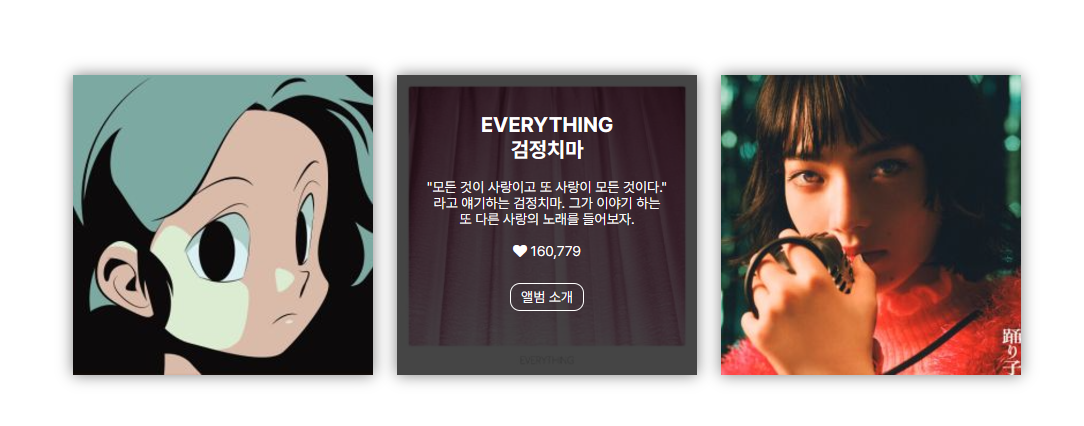 EVERYTHING
검정치마
"모든 것이 사랑이고 또 사랑이 모든 것이다."
라고 얘기하는 검정치마. 그가 이야기 하는
또 다른 사랑의 노래를 들어보자.
160,779
앨범 소개
EVERYTHING
踊り子